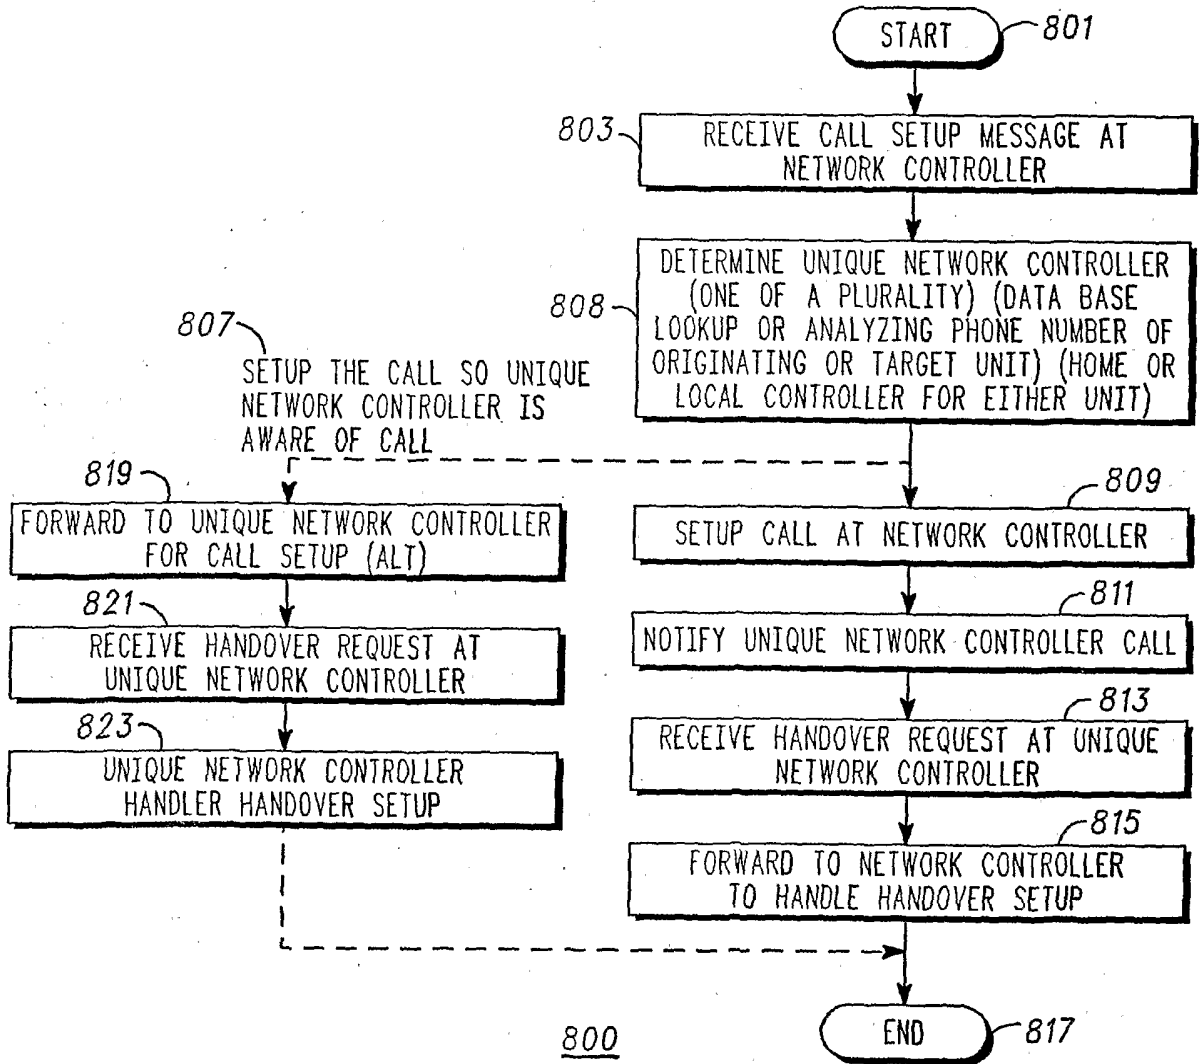 START
801
803
RECEIVE CALL SETUP MESSAGE AT
NETWORK CONTROLLER
808
DETERMINE UNIQUE NETWORK CONTROLLER
(ONE OF A PLURALITY) (DATA BASE
LOOKUP OR ANALYZING PHONE NUMBER OF
ORIGINATING OR TARGET UNIT) (HOME OR
LOCAL CONTROLLER FOR EITHER UNIT)
807
SETUP THE CALL SO UNIQUE
NETWORK CONTROLLER IS
AWARE OF CALL
819
FORWARD TO UNIQUE NETWORK CONTROLLER
FOR CALL SETUP (ALT)
821
RECEIVE HANDOVER REQUEST AT
UNIQUE NETWORK CONTROLLER
823
UNIQUE NETWORK CONTROLLER
HANDLER HANDOVER SETUP
809
SETUP CALL AT NETWORK CONTROLLER
811
NOTIFY UNIQUE NETWORK CONTROLLER CALL
813
RECEIVE HANDOVER REQUEST AT UNIQUE
NETWORK CONTROLLER
815
FORWARD TO NETWORK CONTROLLER
TO HANDLE HANDOVER SETUP
END
817
800